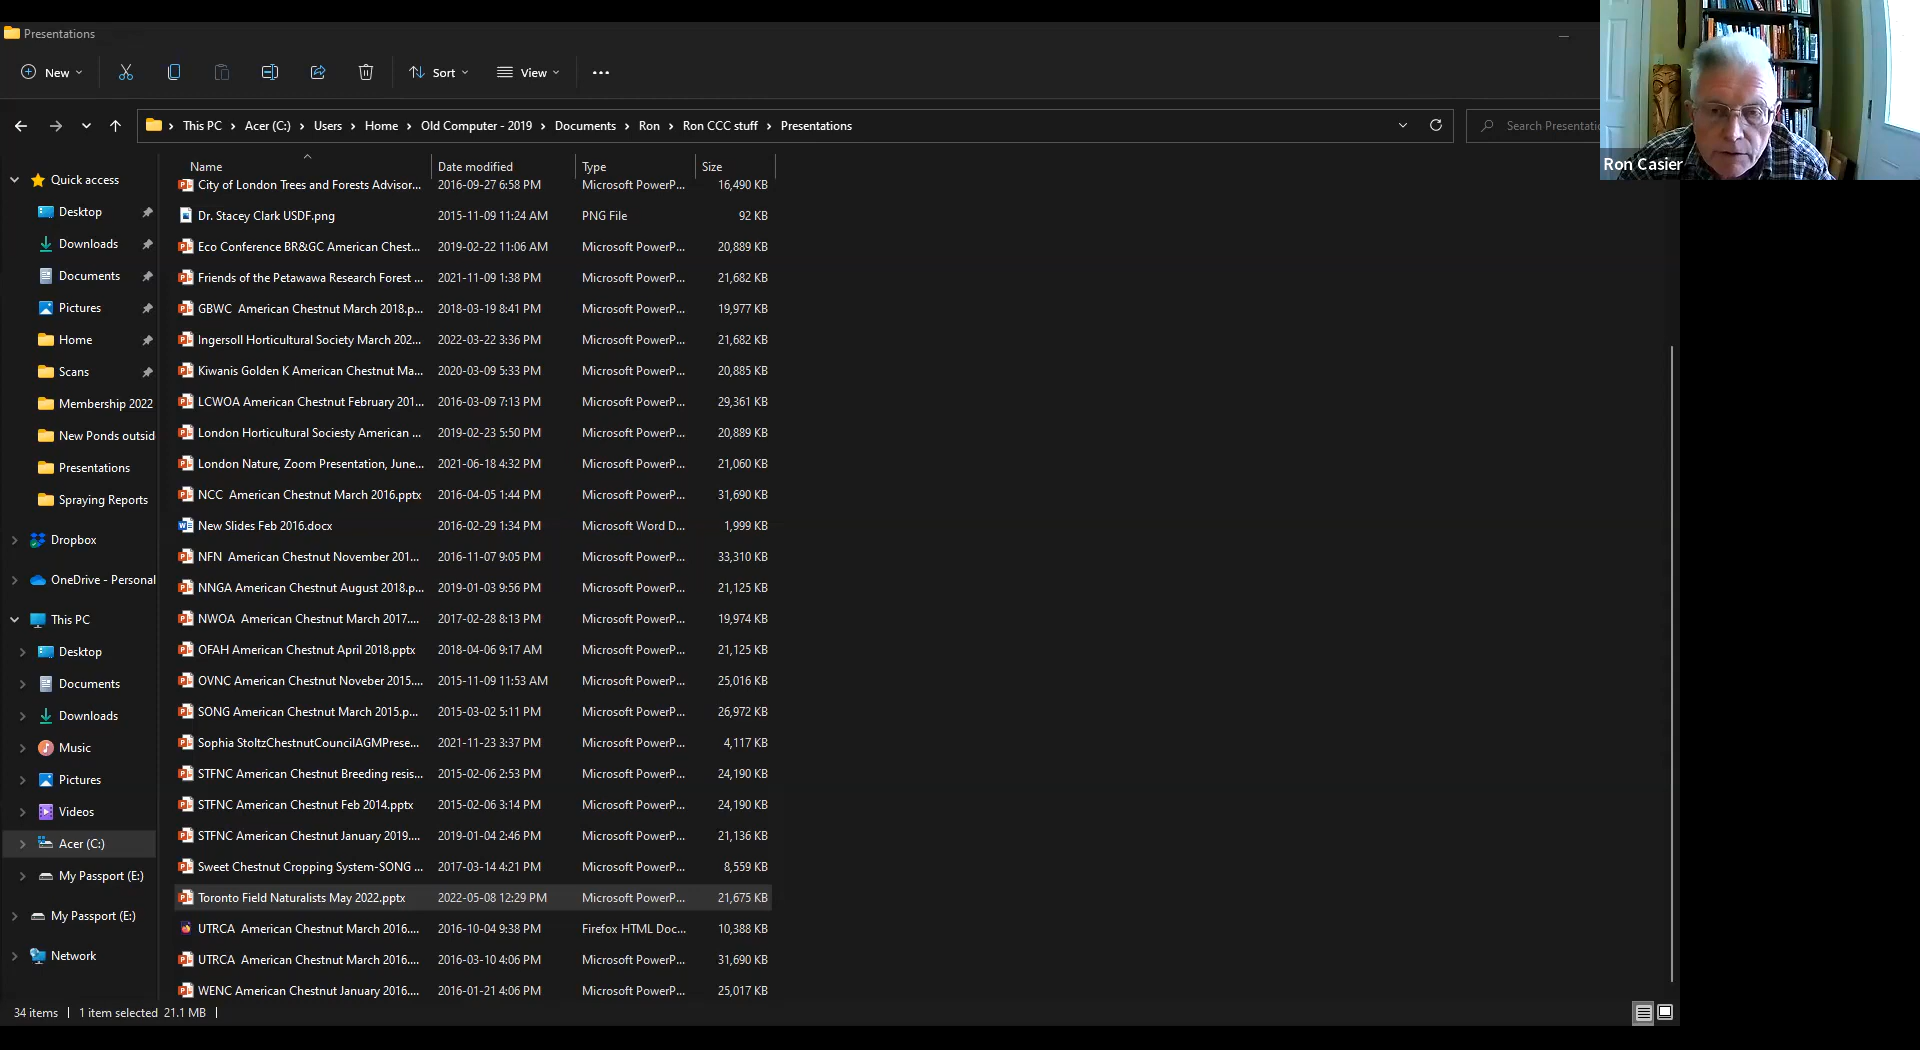 Presentations
New
Sort
View
This PC
Acer (C:)
Users
Home
Old Computer - 2019
Documents
Ron
Ron CCC stuff
Presentations
Search Presentatio
Ron Casier
Name Date modified Type Size
City of London Trees and Forests Advisor... 2016-09-27 6:58 PM Microsoft PowerP... 16,490 KB
Dr. Stacey Clark USDF.png 2015-11-09 11:24 AM PNG File 92 KB
Eco Conference BR&GC American Chest... 2019-02-22 11:06 AM Microsoft PowerP... 20,889 KB
Friends of the Petawawa Research Forest ... 2021-11-09 1:38 PM Microsoft PowerP... 21,682 KB
GBWC American Chestnut March 2018.p... 2018-03-19 8:41 PM Microsoft PowerP... 19,977 KB
Ingersoll Horticultural Society March 202... 2022-03-22 3:36 PM Microsoft PowerP... 21,682 KB
Kiwanis Golden K American Chestnut Ma... 2020-03-09 5:33 PM Microsoft PowerP... 20,885 KB
LCWOA American Chestnut February 201... 2016-03-09 7:13 PM Microsoft PowerP... 29,361 KB
London Horticultural Sociesty American ... 2019-02-23 5:50 PM Microsoft PowerP... 20,889 KB
London Nature, Zoom Presentation, June... 2021-06-18 4:32 PM Microsoft PowerP... 21,060 KB
NCC American Chestnut March 2016.pptx 2016-04-05 1:44 PM Microsoft PowerP... 31,690 KB
New Slides Feb 2016.docx 2016-02-29 1:34 PM Microsoft Word D... 1,999 KB
NFN American Chestnut November 201... 2016-11-07 9:05 PM Microsoft PowerP... 33,310 KB
NNGA American Chestnut August 2018.p... 2019-01-03 9:56 PM Microsoft PowerP... 21,125 KB
NWOA American Chestnut March 2017.... 2017-02-28 8:13 PM Microsoft PowerP... 19,974 KB
OFAH American Chestnut April 2018.pptx 2018-04-06 9:17 AM Microsoft PowerP... 21,125 KB
OVNC American Chestnut Noveber 2015.... 2015-11-09 11:53 AM Microsoft PowerP... 25,016 KB
SONG American Chestnut March 2015.p... 2015-03-02 5:11 PM Microsoft PowerP... 26,972 KB
Sophia StoltzChestnutCouncilAGMPrese... 2021-11-23 3:37 PM Microsoft PowerP... 4,117 KB
STFNC American Chestnut Breeding resis... 2015-02-06 2:53 PM Microsoft PowerP... 24,190 KB
STFNC American Chestnut Feb 2014.pptx 2015-02-06 3:14 PM Microsoft PowerP... 24,190 KB
STFNC American Chestnut January 2019.... 2019-01-04 2:46 PM Microsoft PowerP... 21,136 KB
Sweet Chestnut Cropping System-SONG ... 2017-03-14 4:21 PM Microsoft PowerP... 8,559 KB
Toronto Field Naturalists May 2022.pptx 2022-05-08 12:29 PM Microsoft PowerP... 21,675 KB
UTRCA American Chestnut March 2016.... 2016-10-04 9:38 PM Firefox HTML Doc... 10,388 KB
UTRCA American Chestnut March 2016.... 2016-03-10 4:06 PM Microsoft PowerP... 31,690 KB
WENC American Chestnut January 2016.... 2016-01-21 4:06 PM Microsoft PowerP... 25,017 KB
Quick access
Desktop
Downloads
Documents
Pictures
Home
Scans
Membership 2022
New Ponds outsid
Presentations
Spraying Reports
Dropbox
OneDrive - Personal
This PC
Desktop
Documents
Downloads
Music
Pictures
Videos
Acer (C:)
My Passport (E:)
My Passport (E:)
Network
34 items
1 item selected 21.1 MB